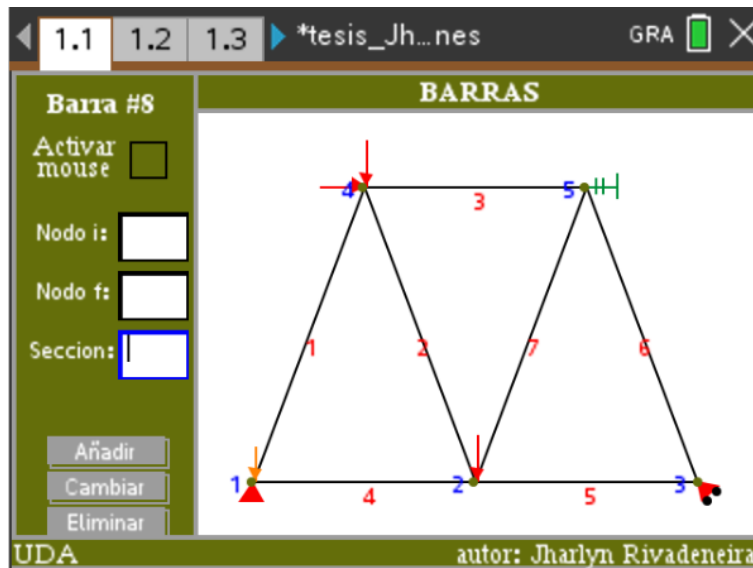 1.1 1.2 1.3 *tesis_Jh…nes GRA
Barra #8
Activar
mouse
Nodo i:
Nodo f:
Seccion:
Añadir
Cambiar
Eliminar
BARRAS
4 5
3
1 2 7 6
1 2 3
4 5
UDA autor: Jharlyn Rivadeneira